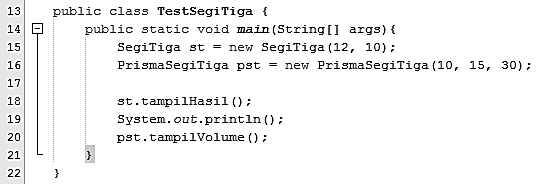 13 public class TestSegiTiga {
14 public static void main(String[] args){
15 SegiTiga st = new SegiTiga(12, 10);
16 PrismaSegiTiga pst = new PrismaSegiTiga(10, 15, 30);
17
18 st.tampilHasil();
19 System.out.println();
20 pst.tampilVolume();
21 }
22 }